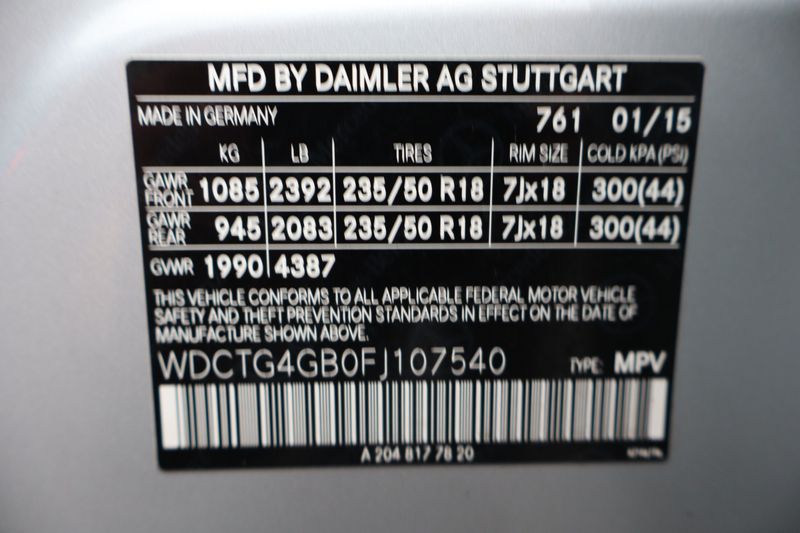 MFD BY DAIMLER AG STUTTGART
MADE IN GERMANY 761 01/15
KG LB TIRES RIM SIZE COLD KPA(PSI)
GAWR FRONT 1085 2392 235/50 R18 7Jx18 300(44)
GAWR REAR 945 2083 235/50 R18 7Jx18 300(44)
GVWR 1990 4387
THIS VEHICLE CONFORMS TO ALL APPLICABLE FEDERAL MOTOR VEHICLE
SAFETY AND THEFT PREVENTION STANDARDS IN EFFECT ON THE DATE OF
MANUFACTURE SHOWN ABOVE.
WDCTG4GB0FJ107540 TYPE: MPV
A 204 817 78 20